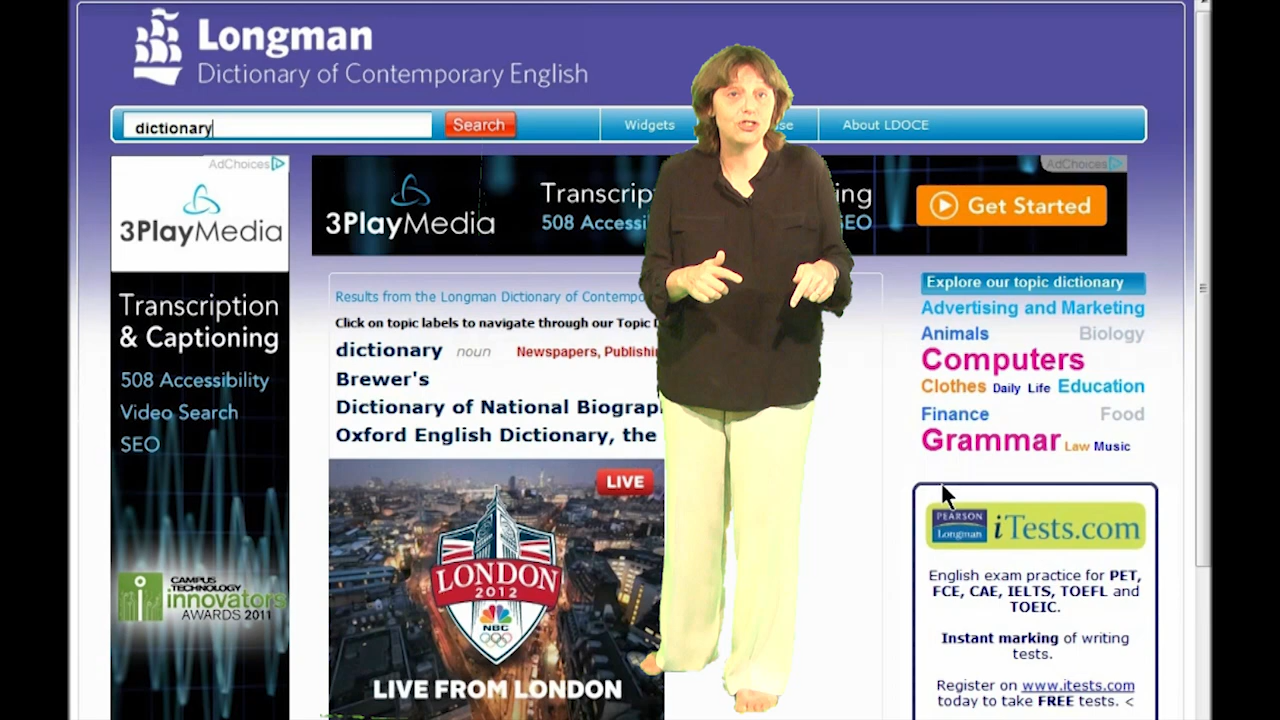 Longman
Dictionary of Contemporary English
dictionary
Search
Widgets
About LDOCE
AdChoices
3PlayMedia
Transcription
& Captioning
508 Accessibility
Video Search
SEO
CAMPUS
TECHNOLOGY
innovators
AWARDS 2011
AdChoices
3PlayMedia
508
SEO
Get Started
Results from the Longman Dictionary of
Click on topic labels to navigate through our Topic
dictionary noun Newspapers,
Brewer's
Dictionary of National
Oxford English Dictionary, the
LIVE
LONDON
2012
NBC
LIVE FROM LONDON
Explore our topic dictionary
Advertising and Marketing
Animals Biology
Computers
Clothes Daily Life Education
Finance Food
Grammar Law Music
PEARSON
Longman
iTests.com
English exam practice for PET,
FCE, CAE, IELTS, TOEFL and
TOEIC.
Instant marking of writing
tests.
Register on www.itests.com
today to take FREE tests. <